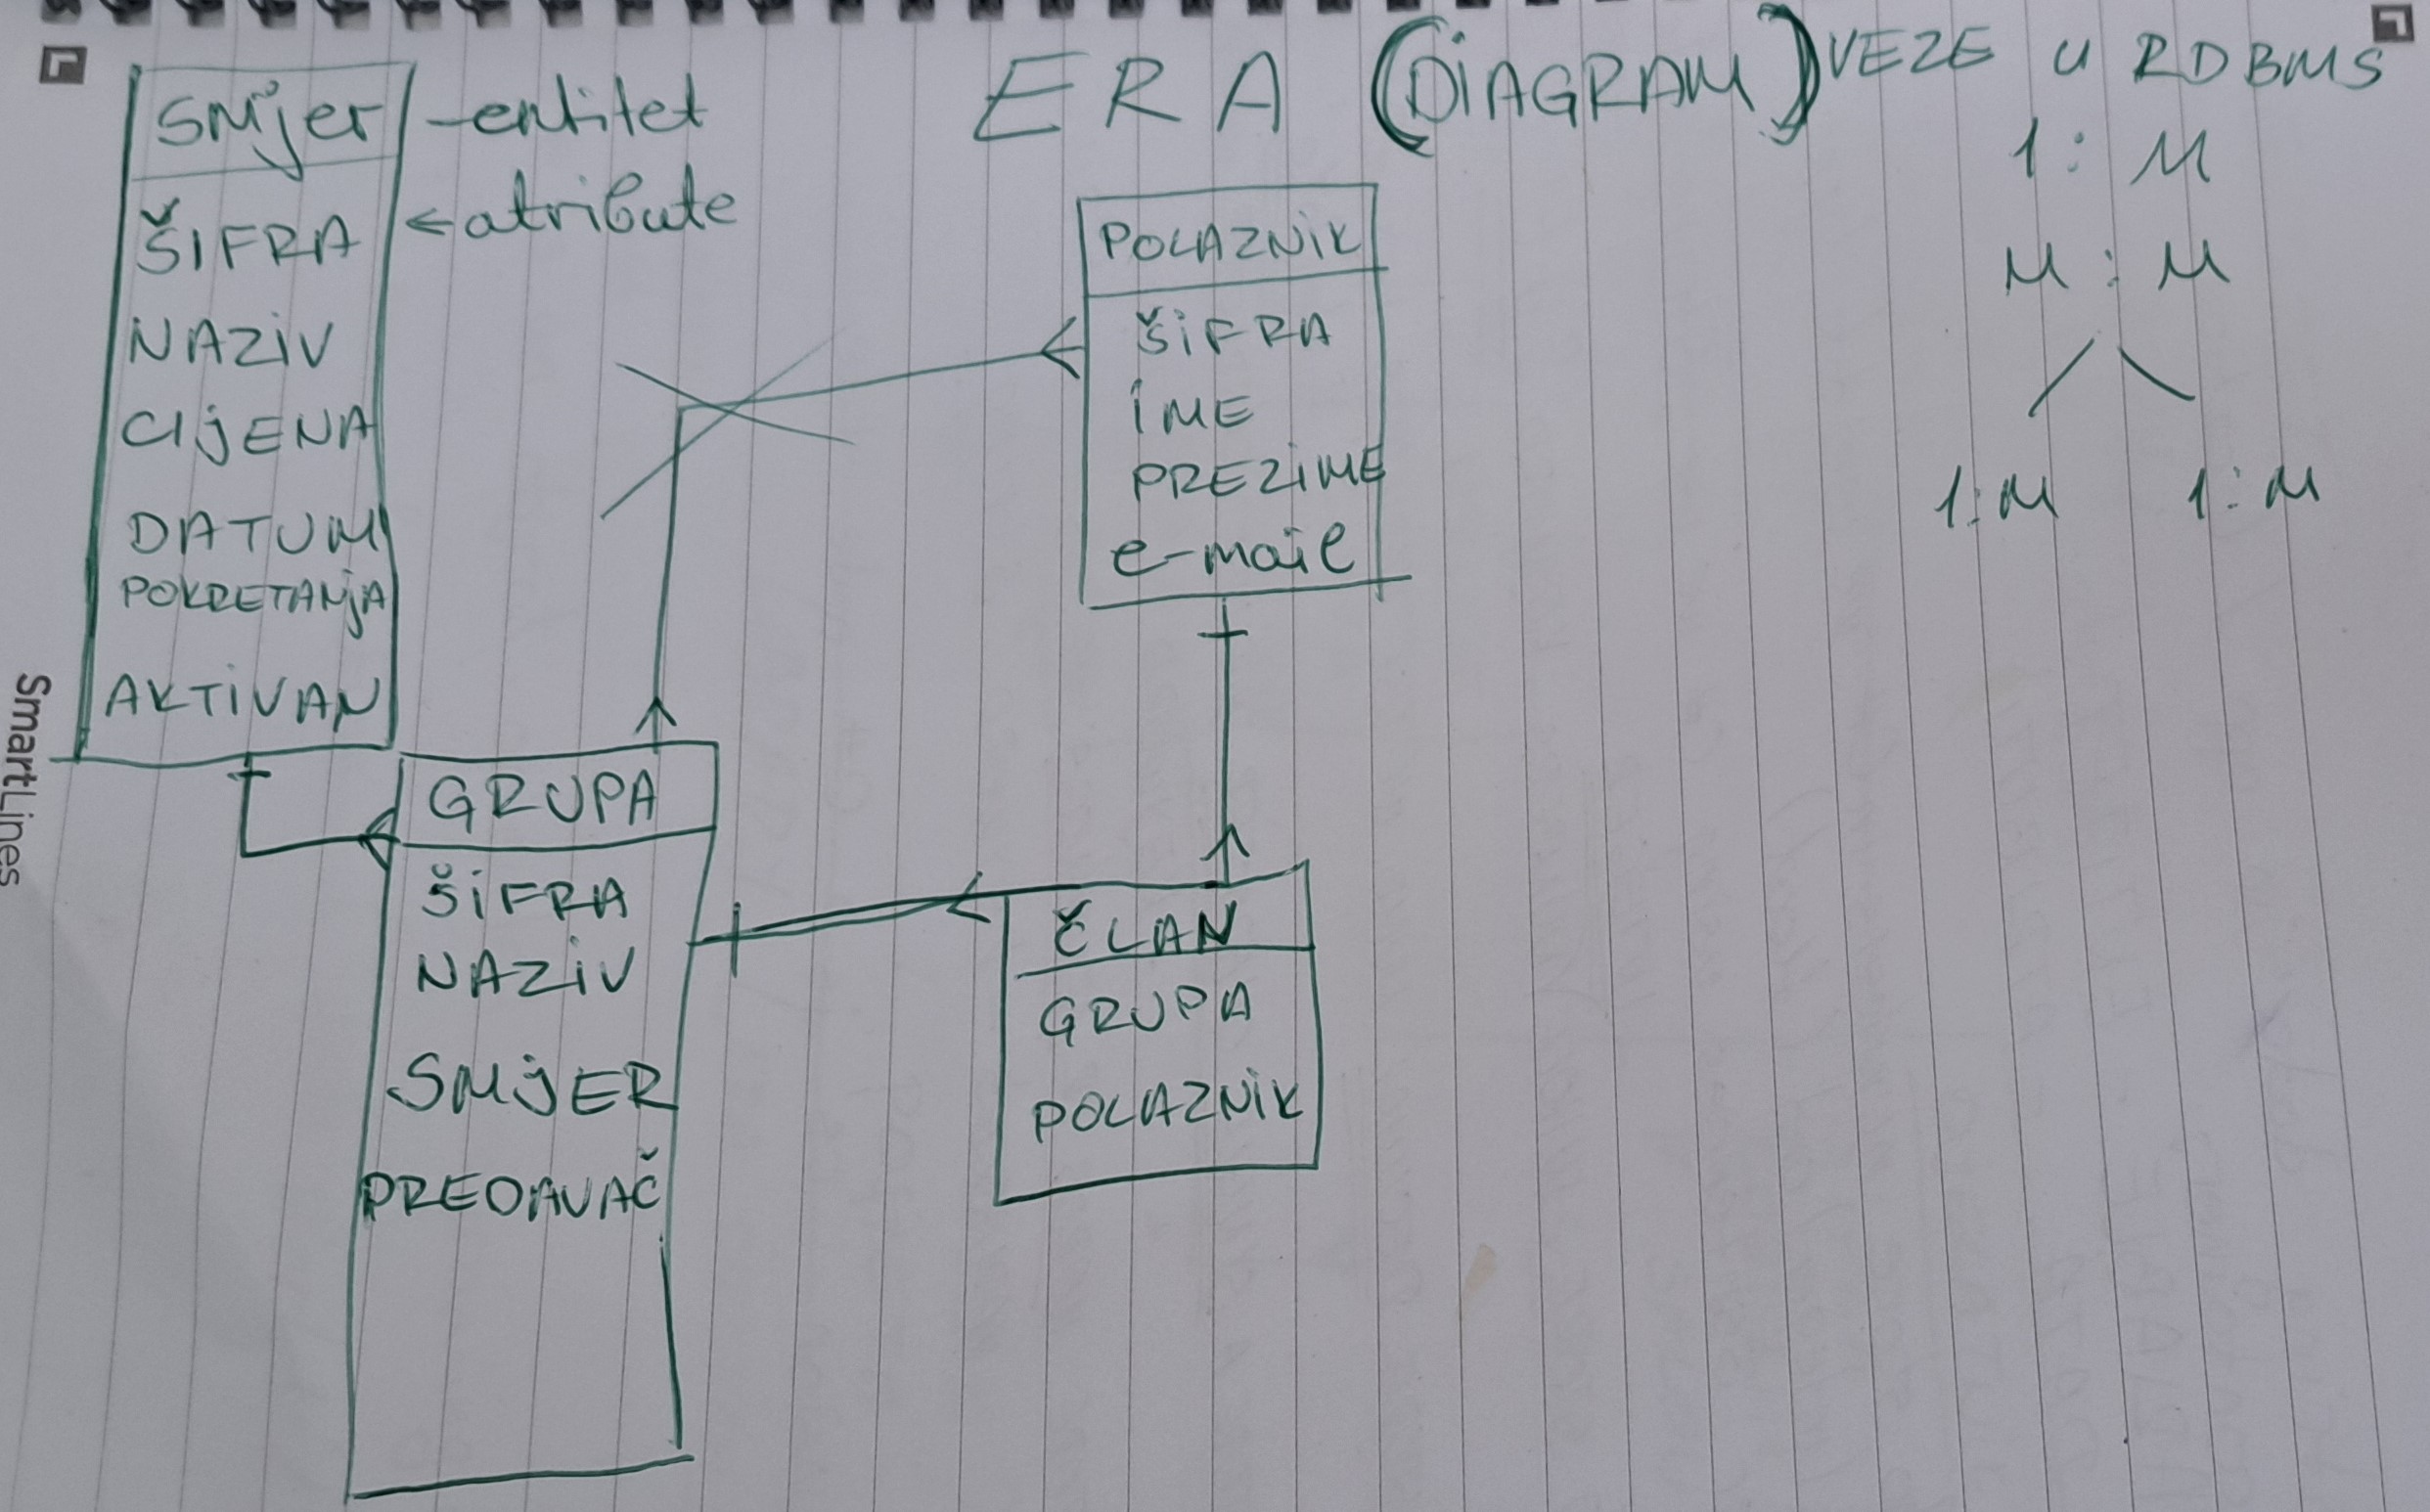 ERA (DIAGRAM)
VEZE U RDBMS
1 : M
M : M
1:M 1:M
Smjer
-entitet
ŠIFRA
<-atribute
NAZIV
CIJENA
DATUM
POKRETANJA
AKTIVAN
POLAZNIK
ŠIFRA
IME
PREZIME
e-mail
GRUPA
ŠIFRA
NAZIV
SMJER
PREDAVAČ
ČLAN
GRUPA
POLAZNIK
SmartLines